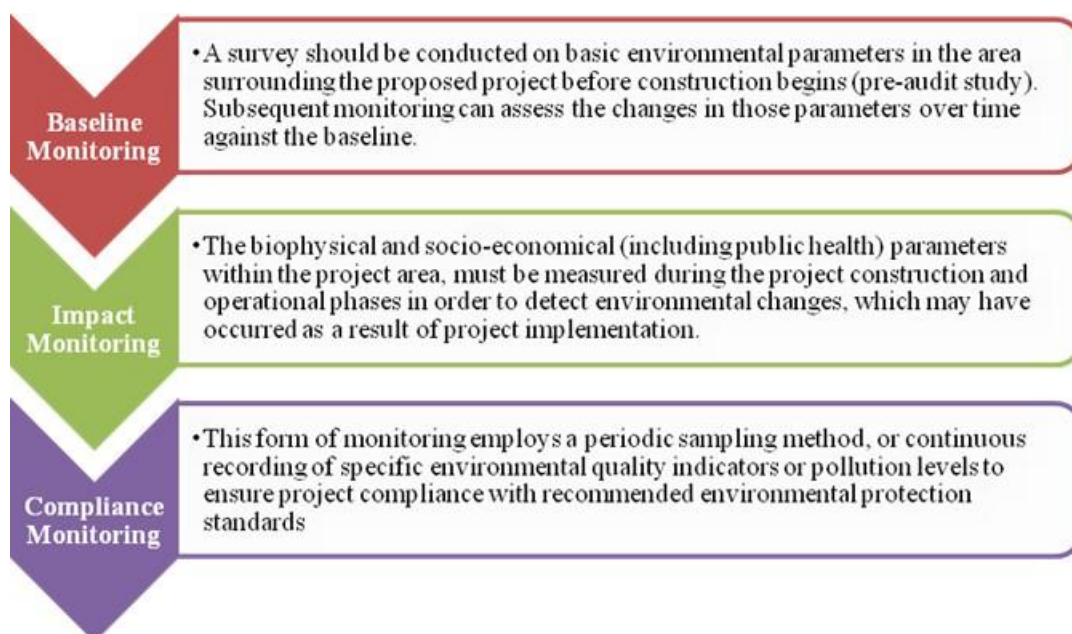 Baseline
Monitoring
•A survey should be conducted on basic environmental parameters in the area
surrounding the proposed project before construction begins (pre-audit study).
Subsequent monitoring can assess the changes in those parameters over time
against the baseline.
Impact
Monitoring
•The biophysical and socio-economical (including public health) parameters
within the project area, must be measured during the project construction and
operational phases in order to detect environmental changes, which may have
occurred as a result of project implementation.
Compliance
Monitoring
•This form of monitoring employs a periodic sampling method, or continuous
recording of specific environmental quality indicators or pollution levels to
ensure project compliance with recommended environmental protection
standards